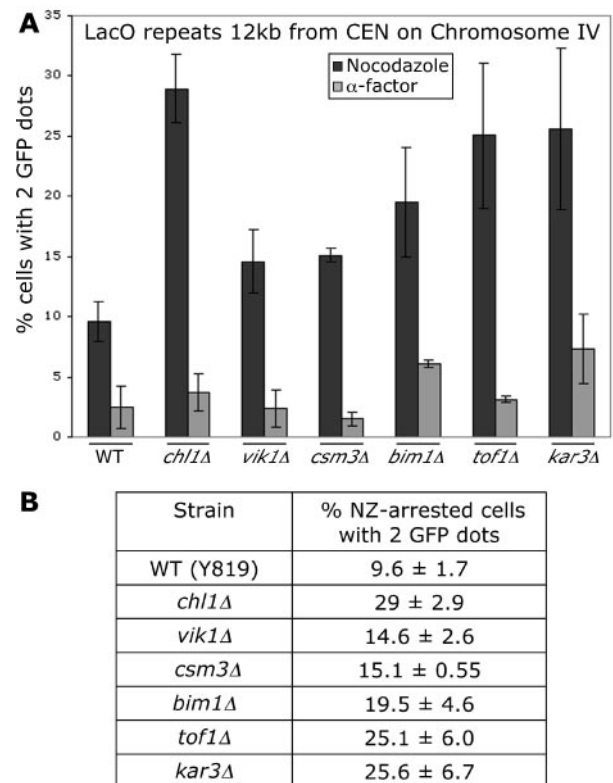 A
LacO repeats 12kb from CEN on Chromosome IV
Nocodazole
α-factor
% cells with 2 GFP dots
35
30
25
20
15
10
5
0
WT chl1Δ vik1Δ csm3Δ bim1Δ tof1Δ kar3Δ
B
Strain % NZ-arrested cells
with 2 GFP dots
WT (Y819) 9.6 ± 1.7
chl1Δ 29 ± 2.9
vik1Δ 14.6 ± 2.6
csm3Δ 15.1 ± 0.55
bim1Δ 19.5 ± 4.6
tof1Δ 25.1 ± 6.0
kar3Δ 25.6 ± 6.7